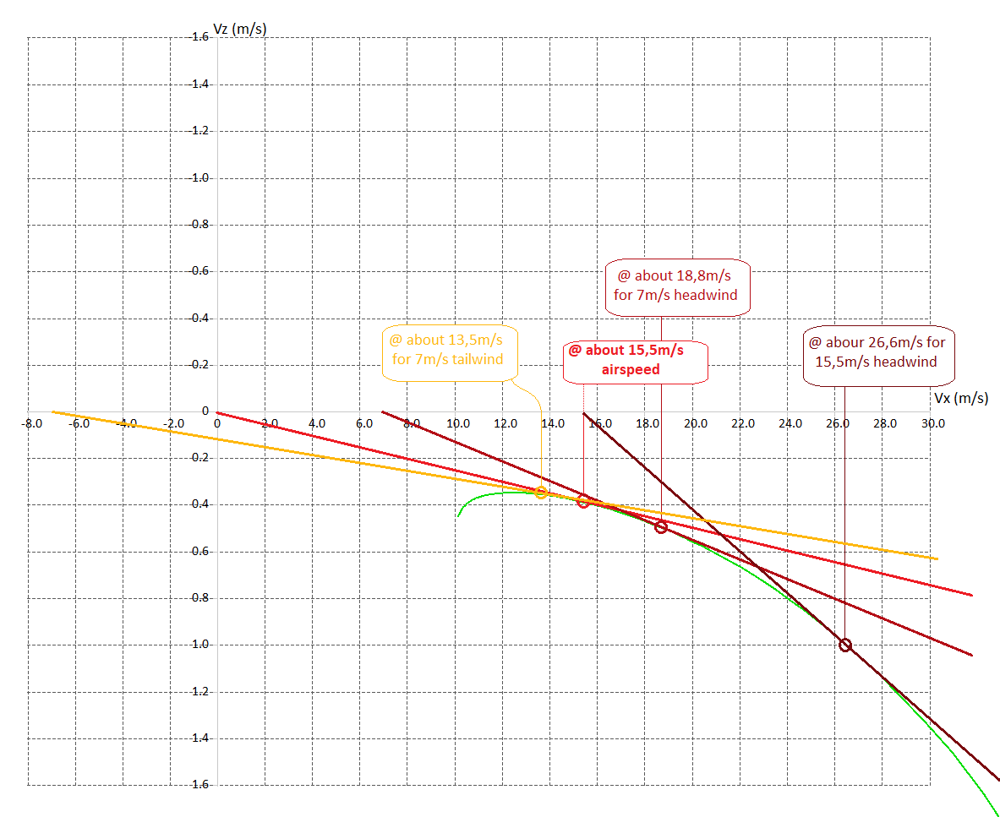 Vz (m/s)
-1.6
-1.4
-1.2
-1.0
-0.8
-0.6
-0.4
-0.2
@ about 18,8m/s
for 7m/s headwind
@ about 13,5m/s
for 7m/s tailwind
@ about 15,5m/s
airspeed
@ about 26,6m/s for
15,5m/s headwind
Vx (m/s)
0
-8.0 -6.0 -4.0 -2.0 2.0 4.0 6.0 8.0 10.0 12.0 14.0 16.0 18.0 20.0 22.0 24.0 26.0 28.0 30.0
0.2
0.4
0.6
0.8
1.0
1.2
1.4
1.6